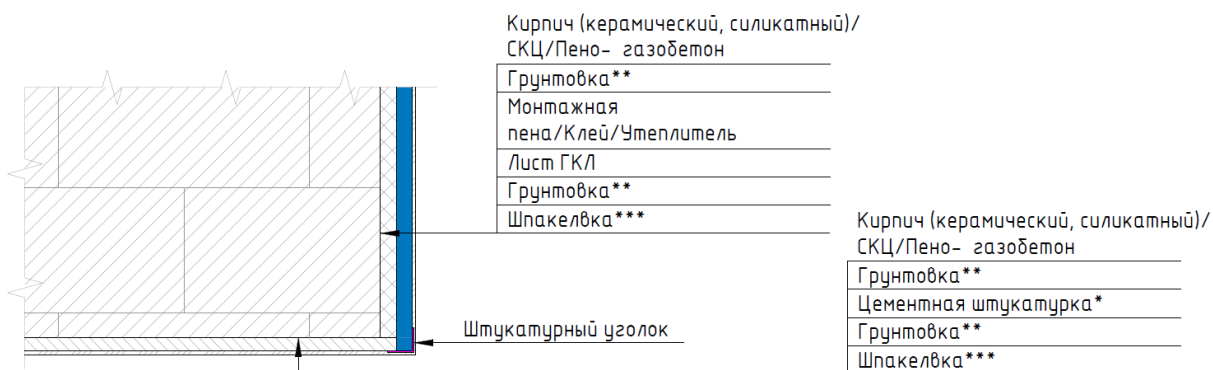 Кирпич (керамический, силикатный)/
СКЦ/Пено- газобетон
Грунтовка**
Монтажная
пена/Клей/Утеплитель
Лист ГКЛ
Грунтовка**
Шпакелвка***
Штукатурный уголок
Кирпич (керамический, силикатный)/
СКЦ/Пено- газобетон
Грунтовка**
Цементная штукатурка*
Грунтовка**
Шпакелвка***